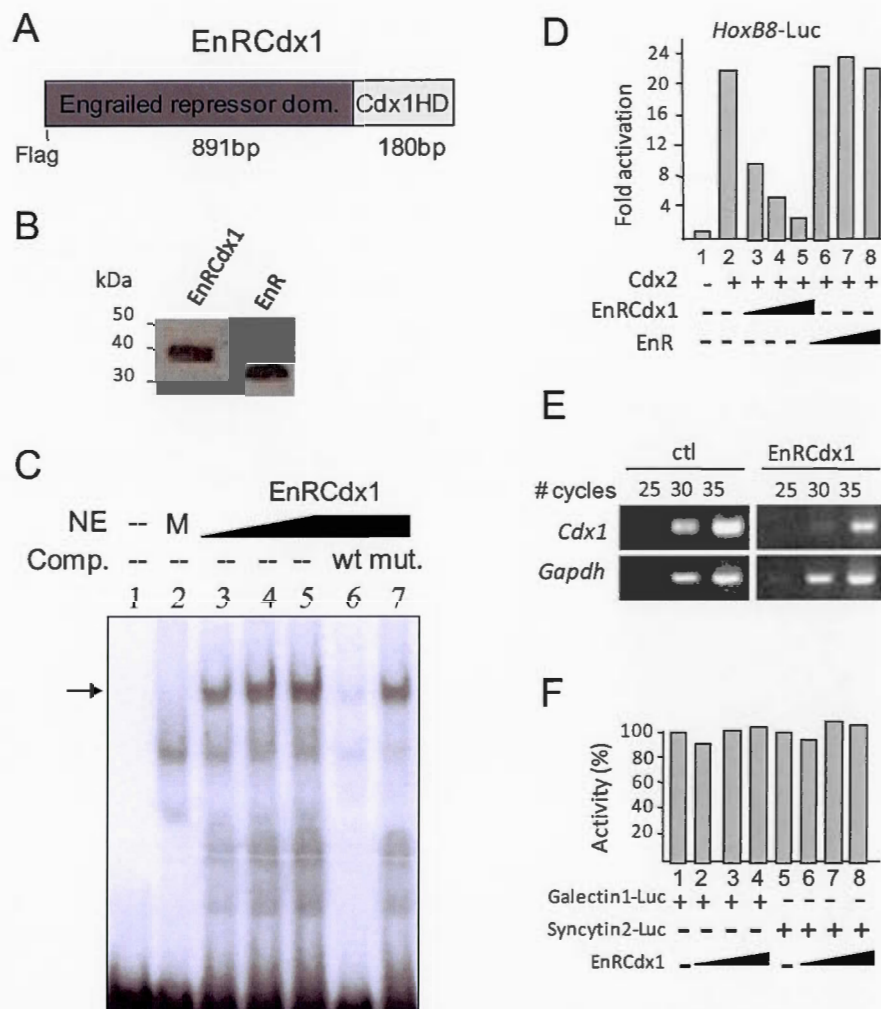 A
EnRCdx1
Engrailed repressor dom. Cdx1HD
Flag 891bp 180bp
B
kDa EnRCdx1 EnR
50
40
30
C
EnRCdx1
NE -- M
Comp. -- -- -- -- -- wt mut.
1 2 3 4 5 6 7
D
HoxB8-Luc
Fold activation
24
20
16
12
8
4
1 2 3 4 5 6 7 8
Cdx2 - + + + + + + +
EnRCdx1 - - - - -
EnR - - - - -
E
ctl EnRCdx1
# cycles 25 30 35 25 30 35
Cdx1
Gapdh
F
Activity (%)
100
80
60
40
20
1 2 3 4 5 6 7 8
Galectin1-Luc + + + + - - - -
Syncytin2-Luc - - - - + + + +
EnRCdx1 - -